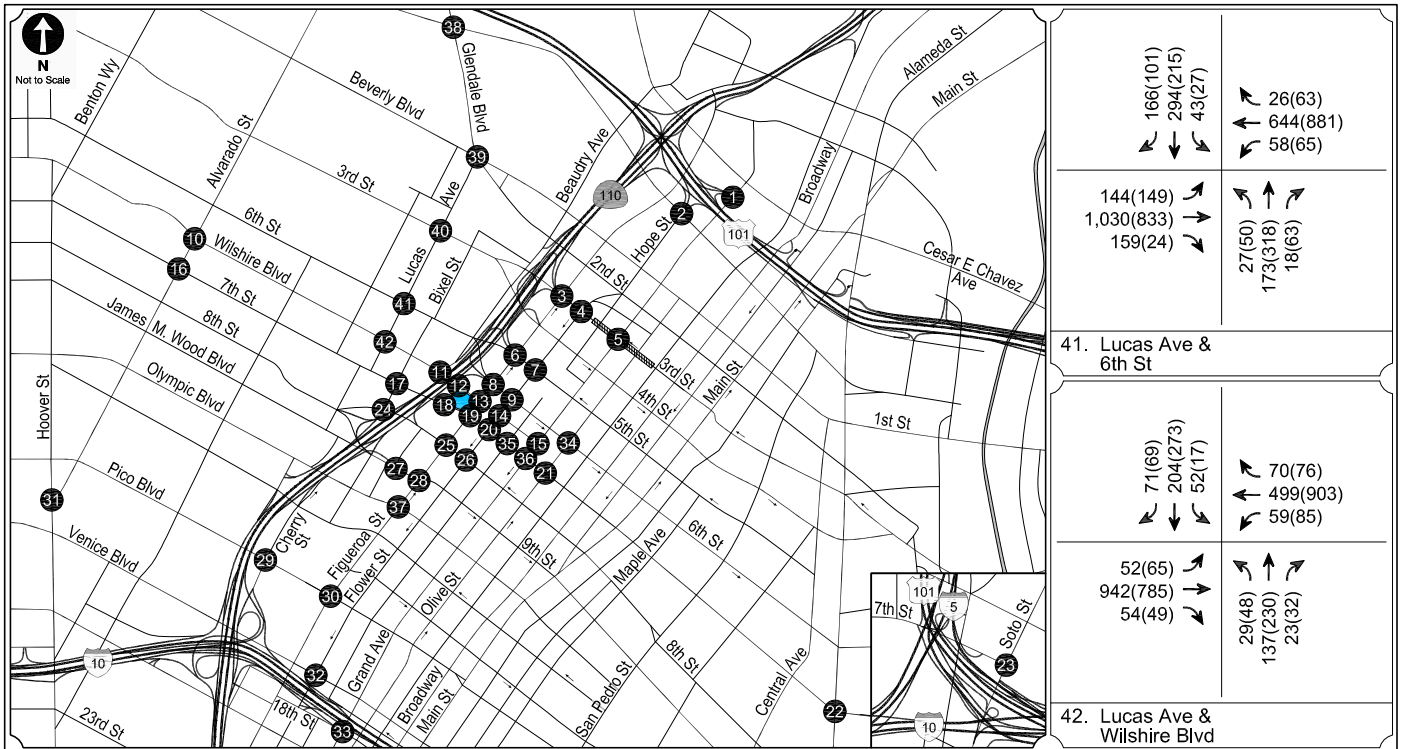 N
Not to Scale
Benton Wy
Alvarado St
Beverly Blvd
3rd St
38
Glendale Blvd
39
Beaudry Ave
110
1
2
101
Hope St
Broadway
Alameda St
Main St
Cesar E Chavez
Ave
10
16
6th St
Wilshire Blvd
7th St
8th St
James M. Wood Blvd
Olympic Blvd
40
Lucas Ave
Bixel St
41
42
2nd St
3
4
5
3rd St
4th St
5th St
Main St
1st St
6
7
8
9
11
12
13
14
15
17
18
19
20
21
24
25
26
27
28
34
35
36
37
Hoover St
31
Pico Blvd
Venice Blvd
29
Cherry
St
30
Figueroa St
Flower St
9th St
Olive St
Grand Ave
Broadway
Main St
Maple Ave
6th St
8th St
San Pedro St
Central Ave
22
10
32
33
18th St
23rd St
101
5
7th St
Soto St
23
10
166(101)
294(215)
43(27)
26(63)
644(881)
58(65)
144(149)
1,030(833)
159(24)
27(50)
173(318)
18(63)
41. Lucas Ave &
6th St
71(69)
204(273)
52(17)
70(76)
499(903)
59(85)
52(65)
942(785)
54(49)
29(48)
137(230)
23(32)
42. Lucas Ave &
Wilshire Blvd